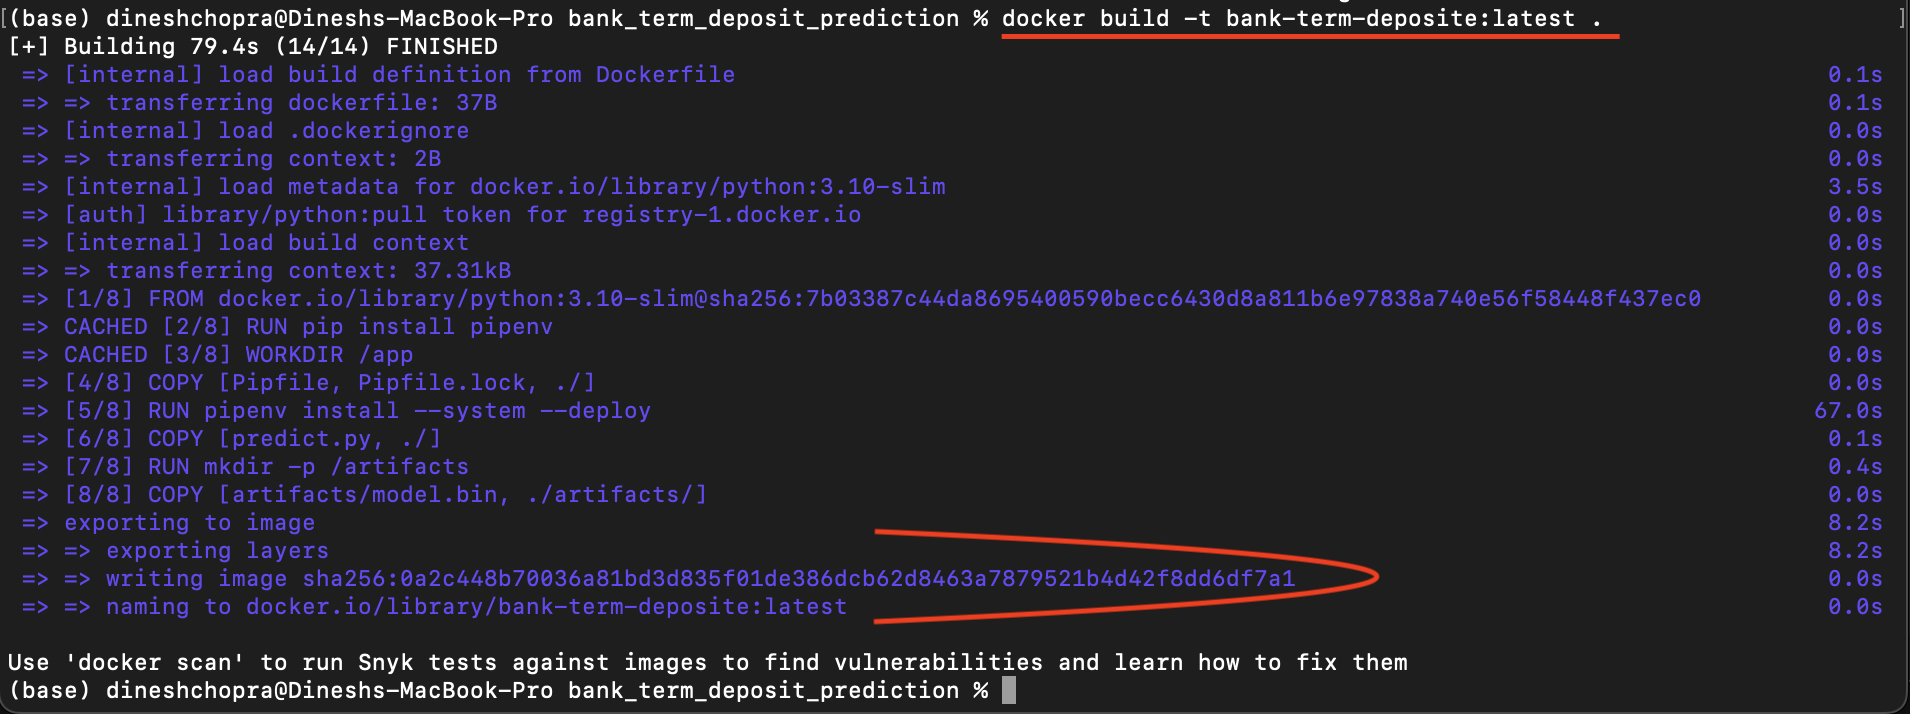 [(base) dineshchopra@Dineshs-MacBook-Pro bank_term_deposit_prediction % docker build -t bank-term-deposite:latest . ]
[+] Building 79.4s (14/14) FINISHED
=> [internal] load build definition from Dockerfile 0.1s
=> => transferring dockerfile: 37B 0.1s
=> [internal] load .dockerignore 0.0s
=> => transferring context: 2B 0.0s
=> [internal] load metadata for docker.io/library/python:3.10-slim 3.5s
=> [auth] library/python:pull token for registry-1.docker.io 0.0s
=> [internal] load build context 0.0s
=> => transferring context: 37.31kB 0.0s
=> [1/8] FROM docker.io/library/python:3.10-slim@sha256:7b03387c44da8695400590becc6430d8a811b6e97838a740e56f58448f437ec0 0.0s
=> CACHED [2/8] RUN pip install pipenv 0.0s
=> CACHED [3/8] WORKDIR /app 0.0s
=> [4/8] COPY [Pipfile, Pipfile.lock, ./] 0.0s
=> [5/8] RUN pipenv install --system --deploy 67.0s
=> [6/8] COPY [predict.py, ./] 0.1s
=> [7/8] RUN mkdir -p /artifacts 0.4s
=> [8/8] COPY [artifacts/model.bin, ./artifacts/] 0.0s
=> exporting to image 8.2s
=> => exporting layers 8.2s
=> => writing image sha256:0a2c448b70036a81bd3d835f01de386dcb62d8463a7879521b4d42f8dd6df7a1 0.0s
=> => naming to docker.io/library/bank-term-deposite:latest 0.0s
Use 'docker scan' to run Snyk tests against images to find vulnerabilities and learn how to fix them
(base) dineshchopra@Dineshs-MacBook-Pro bank_term_deposit_prediction %